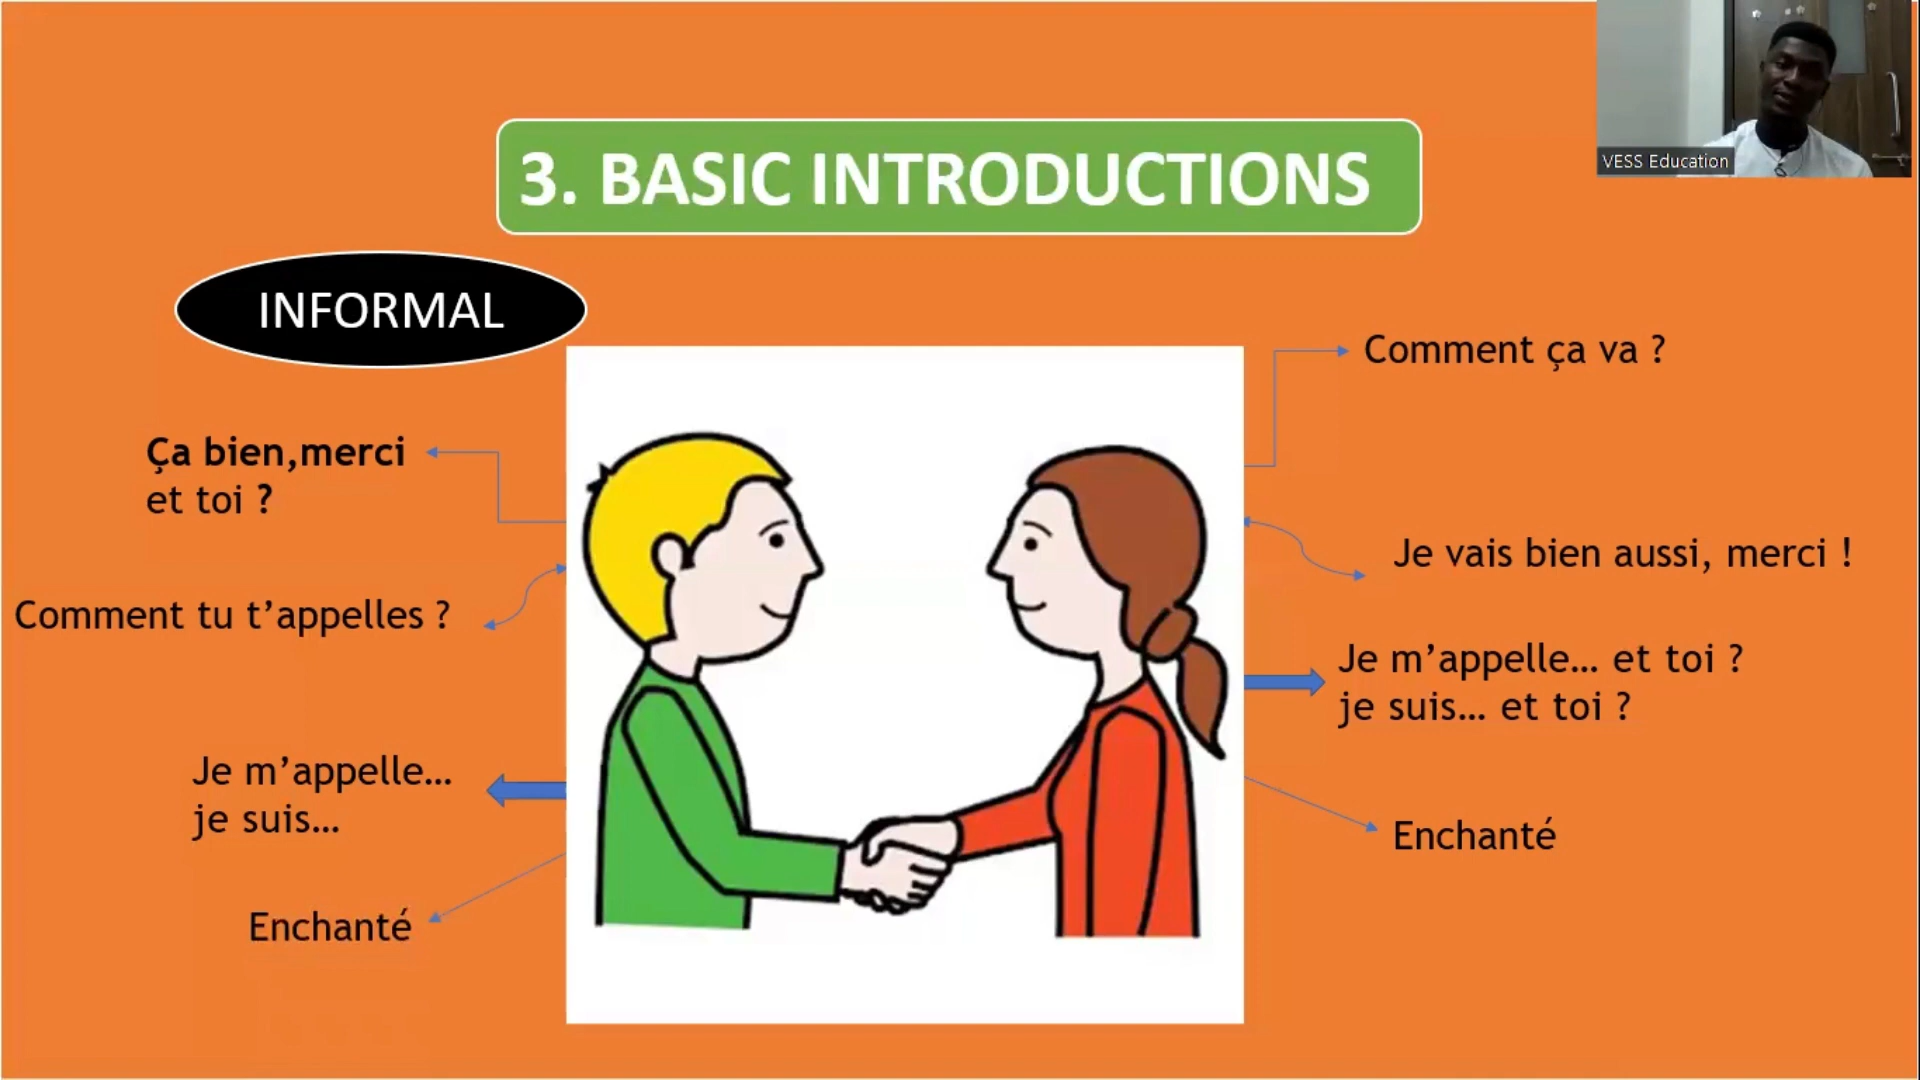 VESS Education
3. BASIC INTRODUCTIONS
INFORMAL
Comment ça va ?
Ça bien,merci
et toi ?
Je vais bien aussi, merci !
Comment tu t’appelles ?
Je m’appelle... et toi ?
je suis... et toi ?
Je m’appelle...
je suis...
Enchanté
Enchanté